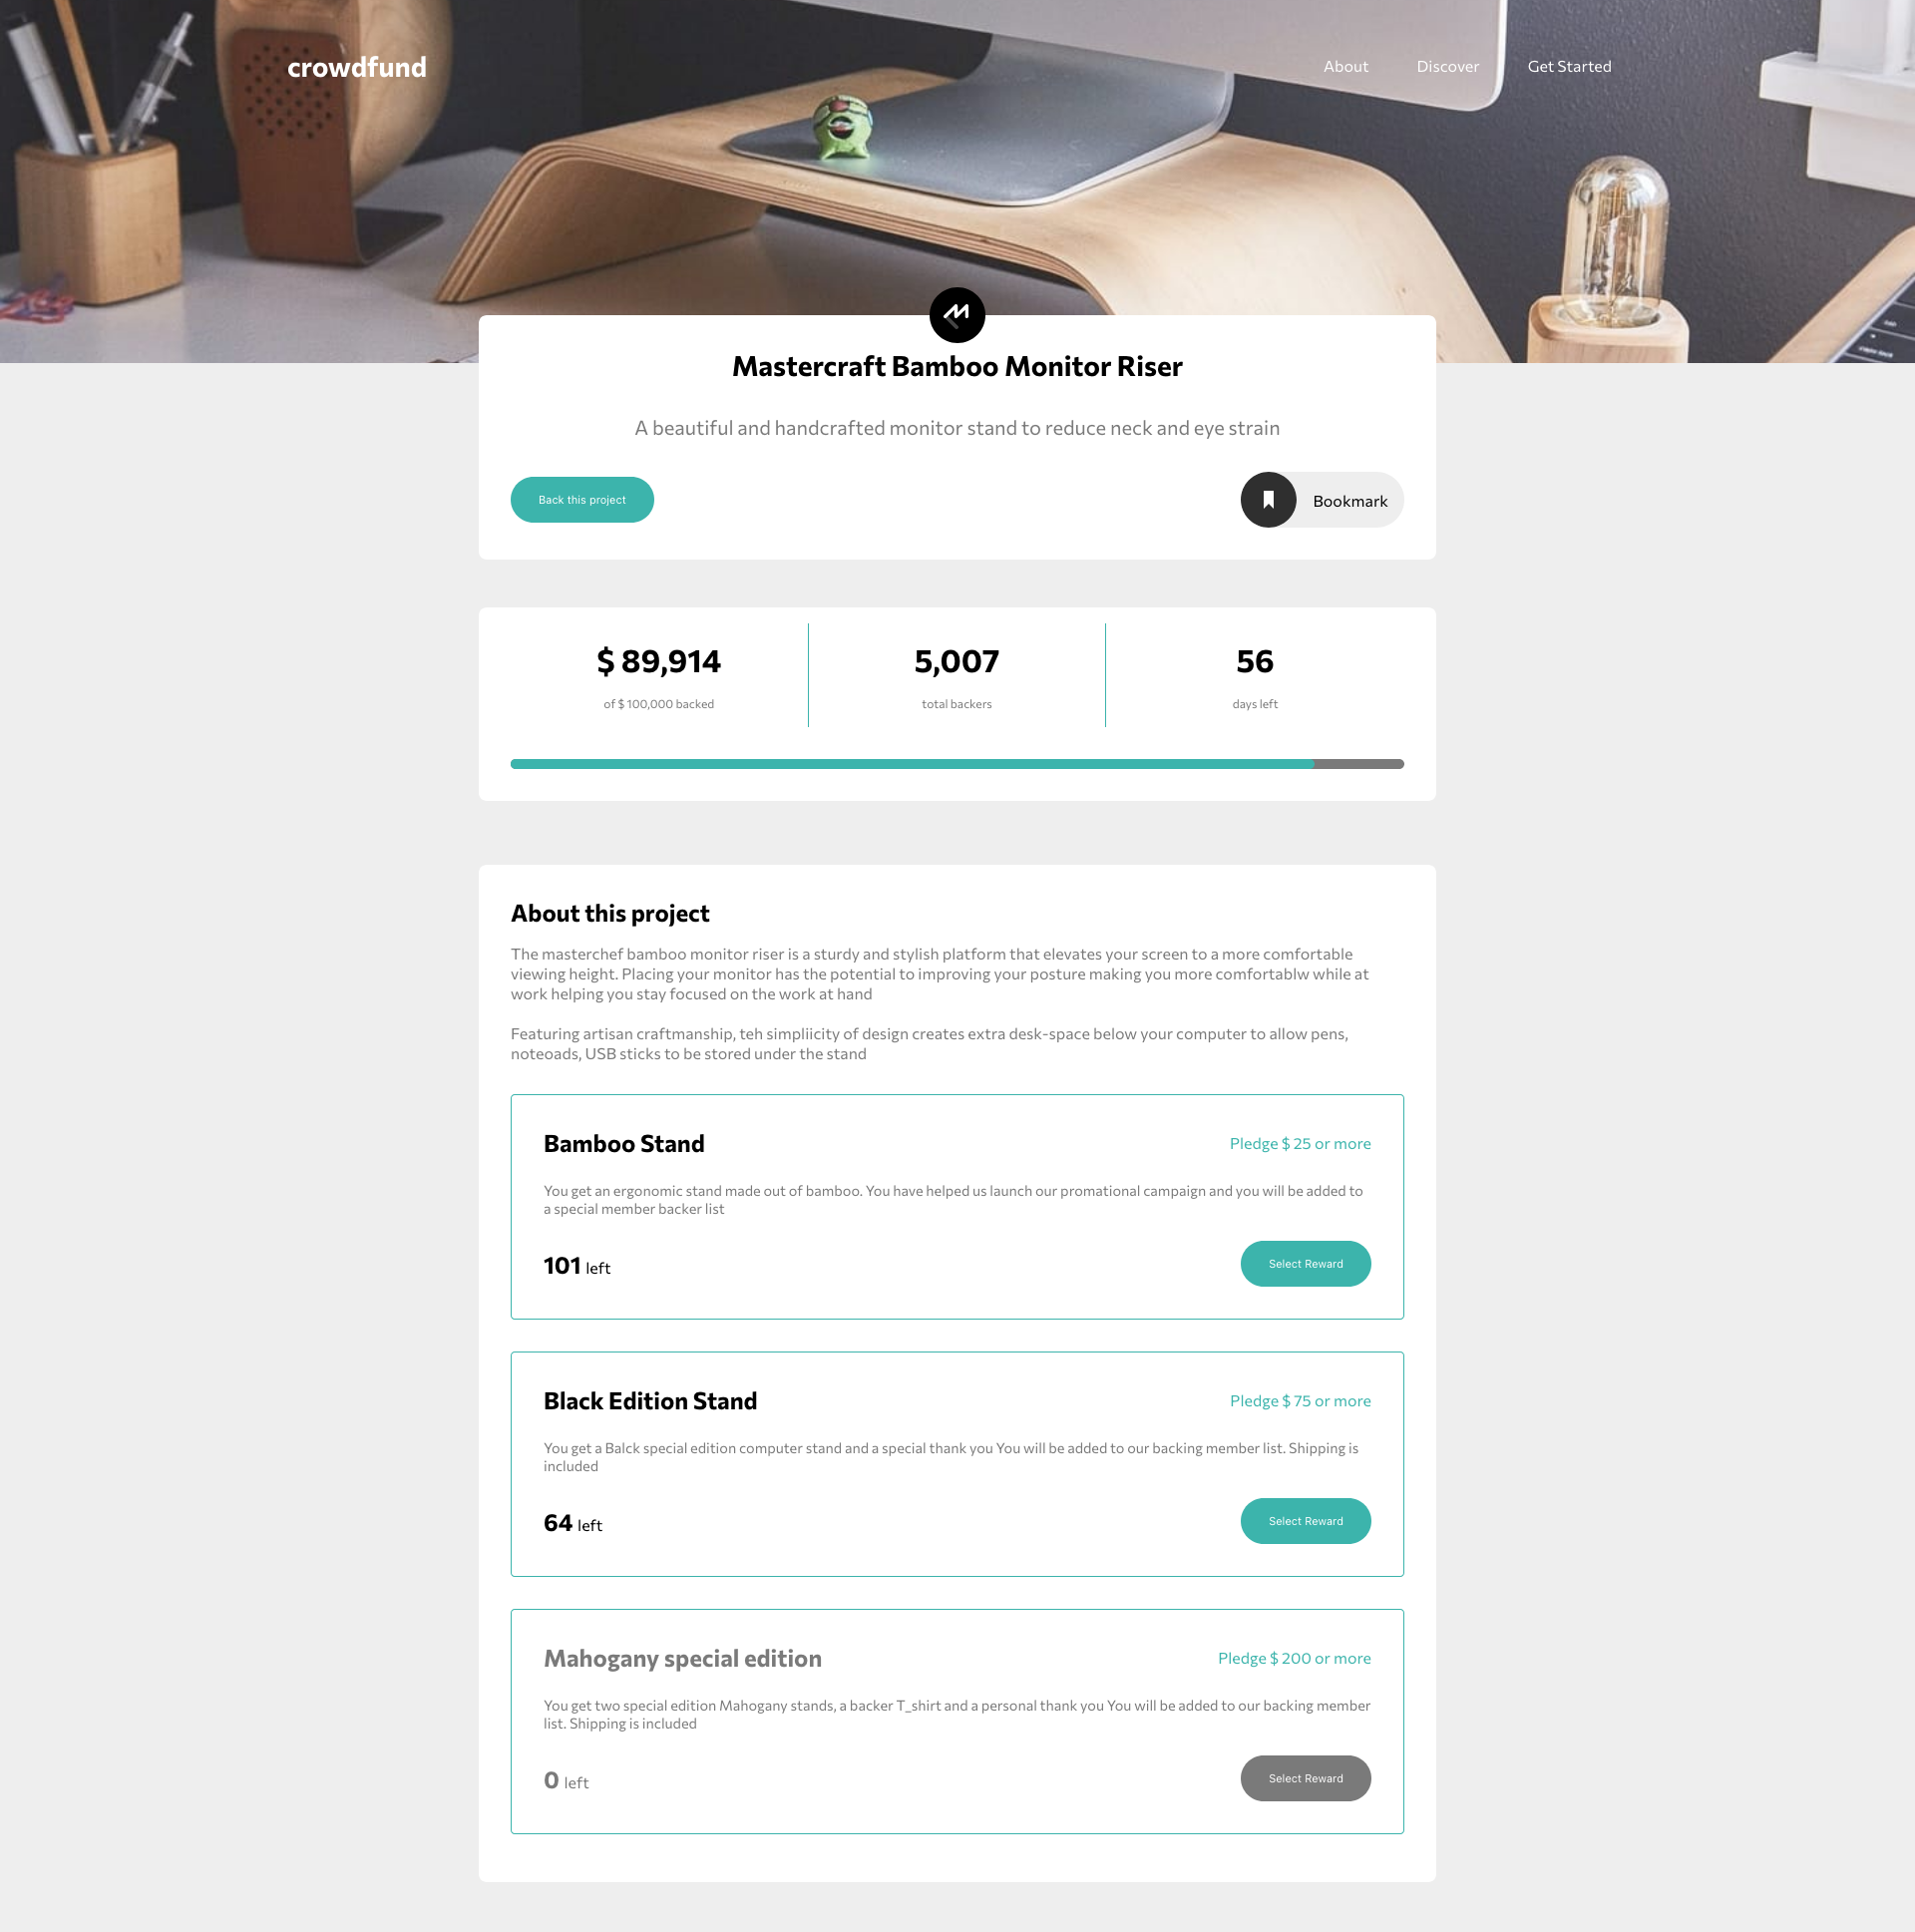 crowdfund
About
Discover
Get Started
Mastercraft Bamboo Monitor Riser
A beautiful and handcrafted monitor stand to reduce neck and eye strain
Back this project
Bookmark
$ 89,914
of $ 100,000 backed
5,007
total backers
56
days left
About this project
The masterchef bamboo monitor riser is a sturdy and stylish platform that elevates your screen to a more comfortable
viewing height. Placing your monitor has the potential to improving your posture making you more comfortablw while at
work helping you stay focused on the work at hand
Featuring artisan craftmanship, teh simpliicity of design creates extra desk-space below your computer to allow pens,
noteoads, USB sticks to be stored under the stand
Bamboo Stand
Pledge $ 25 or more
You get an ergonomic stand made out of bamboo. You have helped us launch our promational campaign and you will be added to
a special member backer list
101 left
Select Reward
Black Edition Stand
Pledge $ 75 or more
You get a Balck special edition computer stand and a special thank you You will be added to our backing member list. Shipping is
included
64 left
Select Reward
Mahogany special edition
Pledge $ 200 or more
You get two special edition Mahogany stands, a backer T_shirt and a personal thank you You will be added to our backing member
list. Shipping is included
0 left
Select Reward